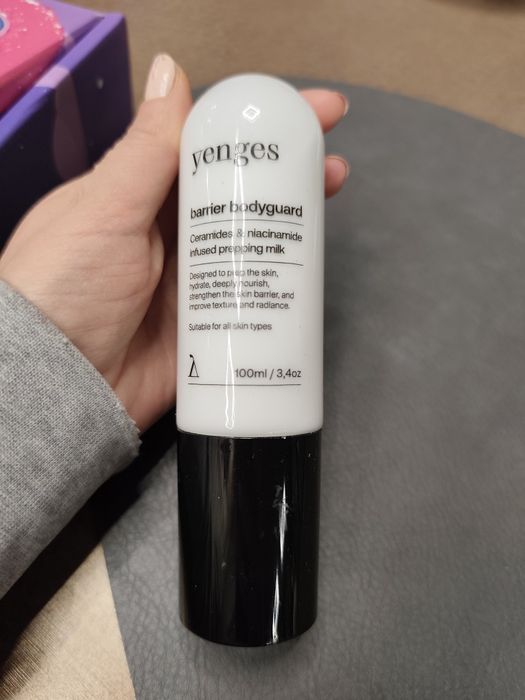 yenges
barrier bodyguard
Ceramides & niacinamide
infused prepping milk
Designed to prep the skin,
hydrate, deeply nourish,
strengthen the skin barrier, and
improve texture and radiance.
Suitable for all skin types
100ml / 3,4oz